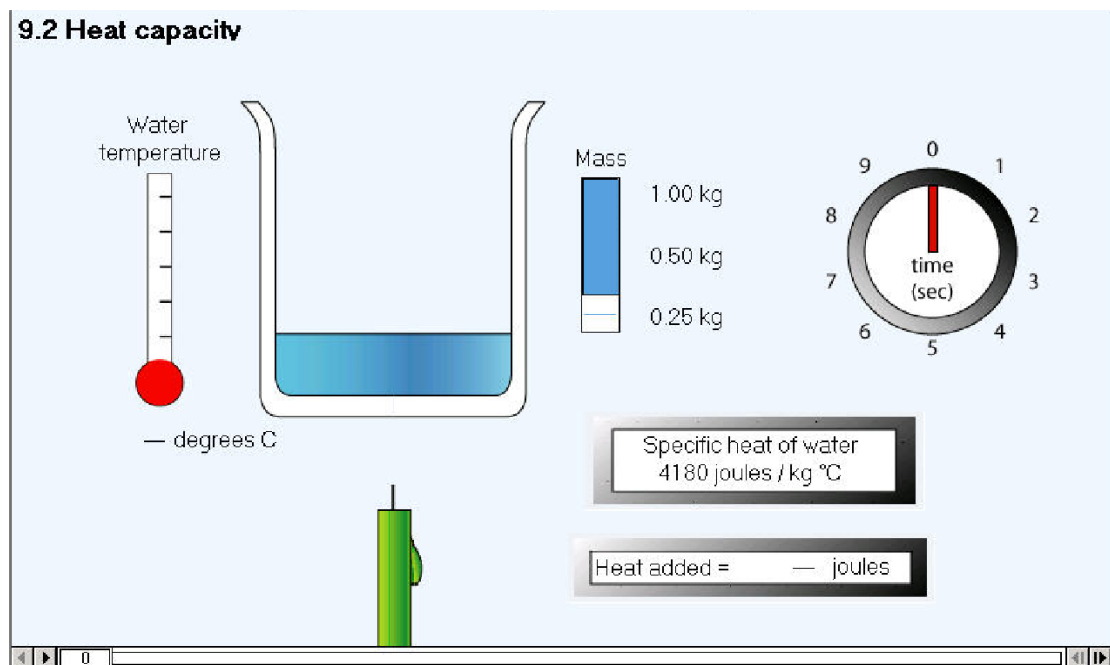 9.2 Heat capacity
Water
temperature
— degrees C
Mass
1.00 kg
0.50 kg
0.25 kg
0
1
2
3
4
5
6
7
8
9
time
(sec)
Specific heat of water
4180 joules / kg °C
Heat added = — joules
0